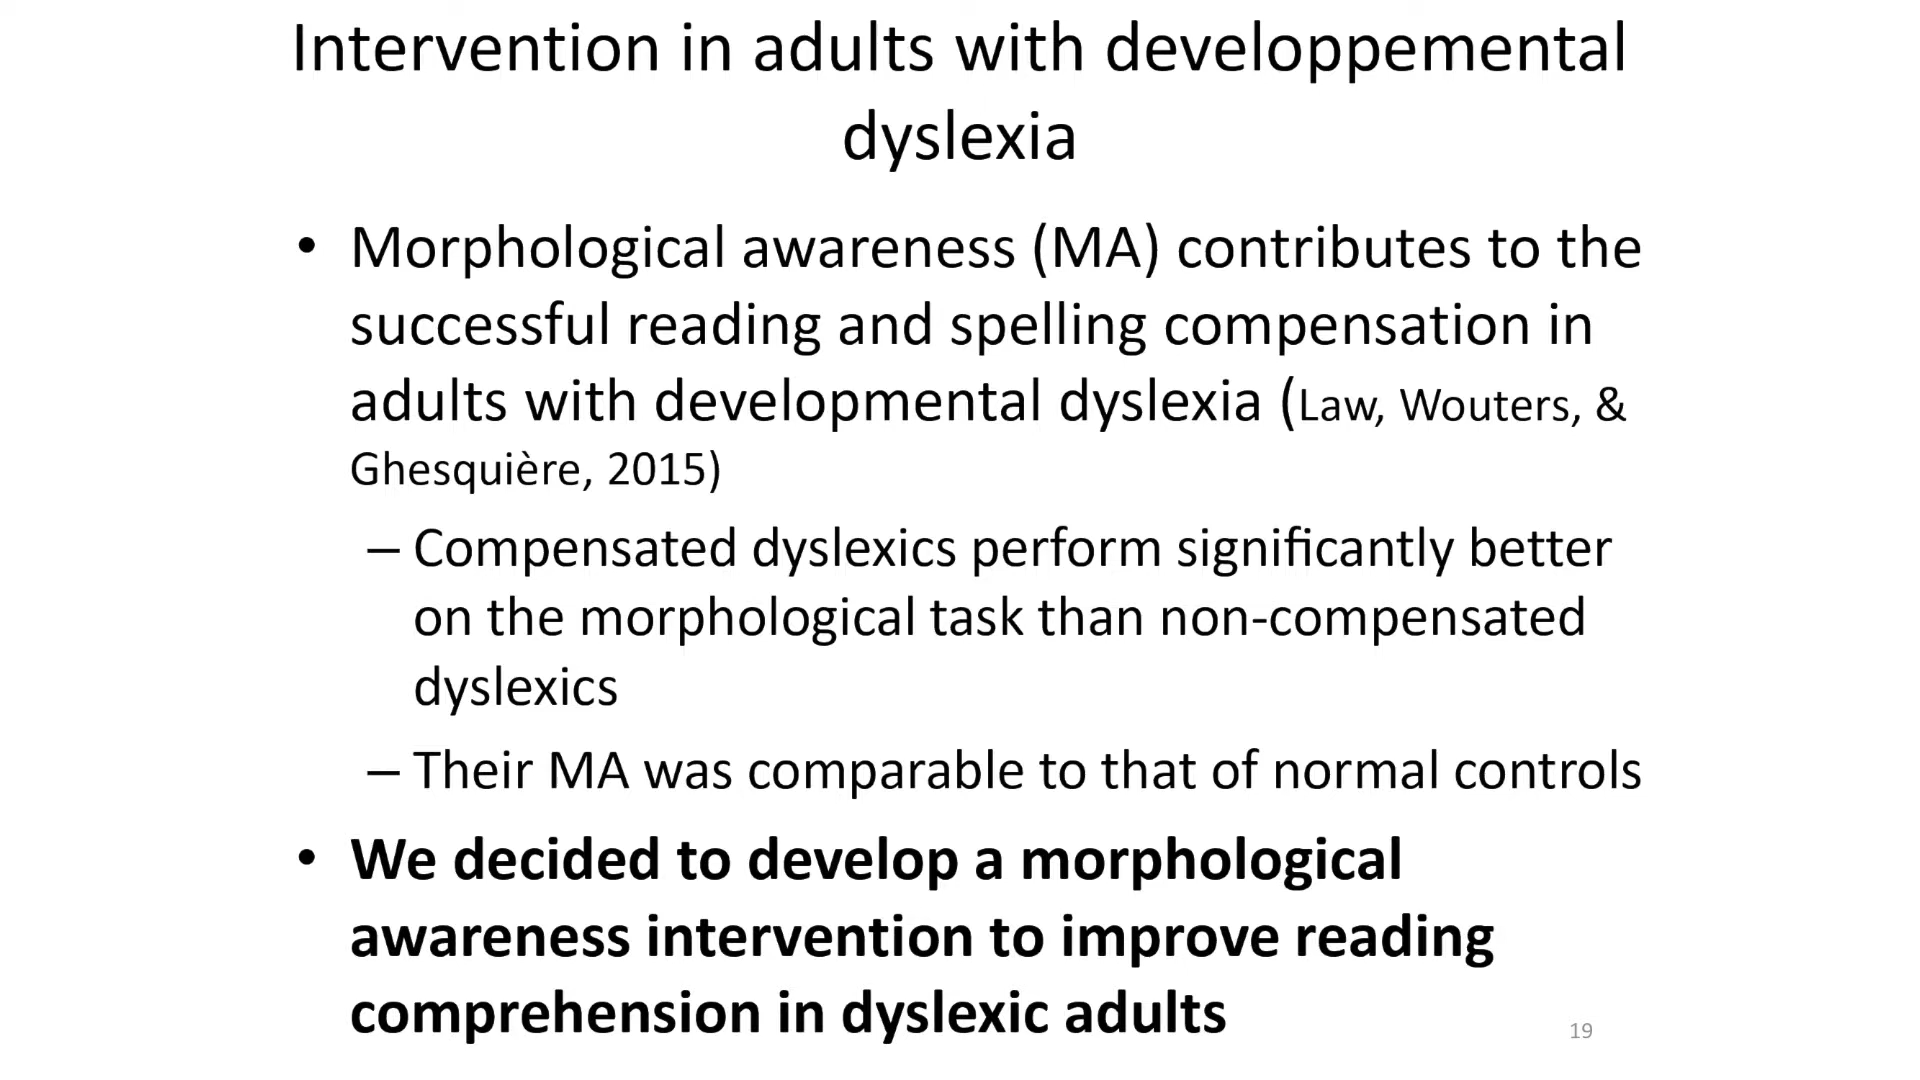 Intervention in adults with developpemental
dyslexia
• Morphological awareness (MA) contributes to the
successful reading and spelling compensation in
adults with developmental dyslexia (Law, Wouters, &
Ghesquière, 2015)
– Compensated dyslexics perform significantly better
on the morphological task than non-compensated
dyslexics
– Their MA was comparable to that of normal controls
• We decided to develop a morphological
awareness intervention to improve reading
comprehension in dyslexic adults
19